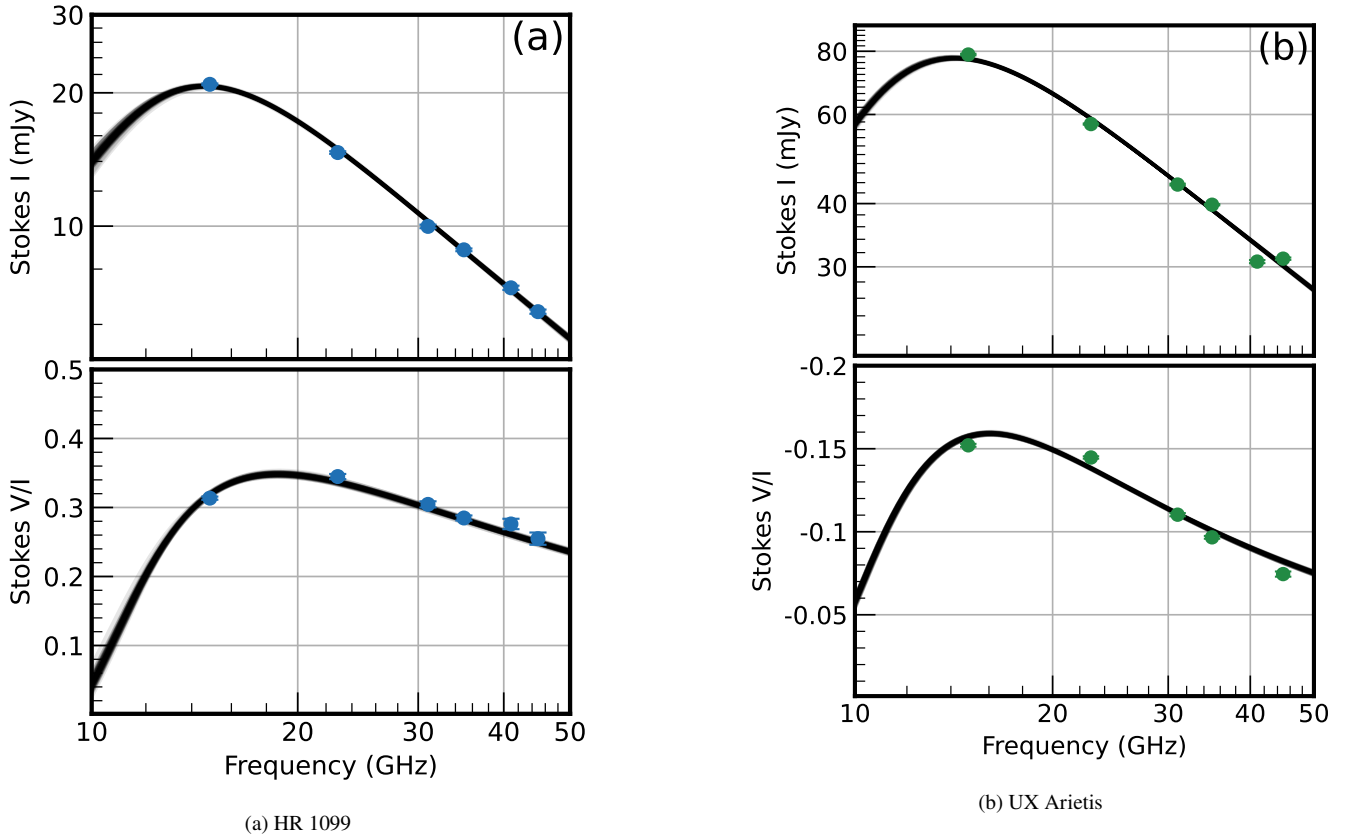 (a)
Stokes I (mJy)
30
20
10
Stokes V/I
0.5
0.4
0.3
0.2
0.1
10 20 30 40 50
Frequency (GHz)
(a) HR 1099
(b)
Stokes I (mJy)
80
60
40
30
Stokes V/I
-0.2
-0.15
-0.1
-0.05
10 20 30 40 50
Frequency (GHz)
(b) UX Arietis